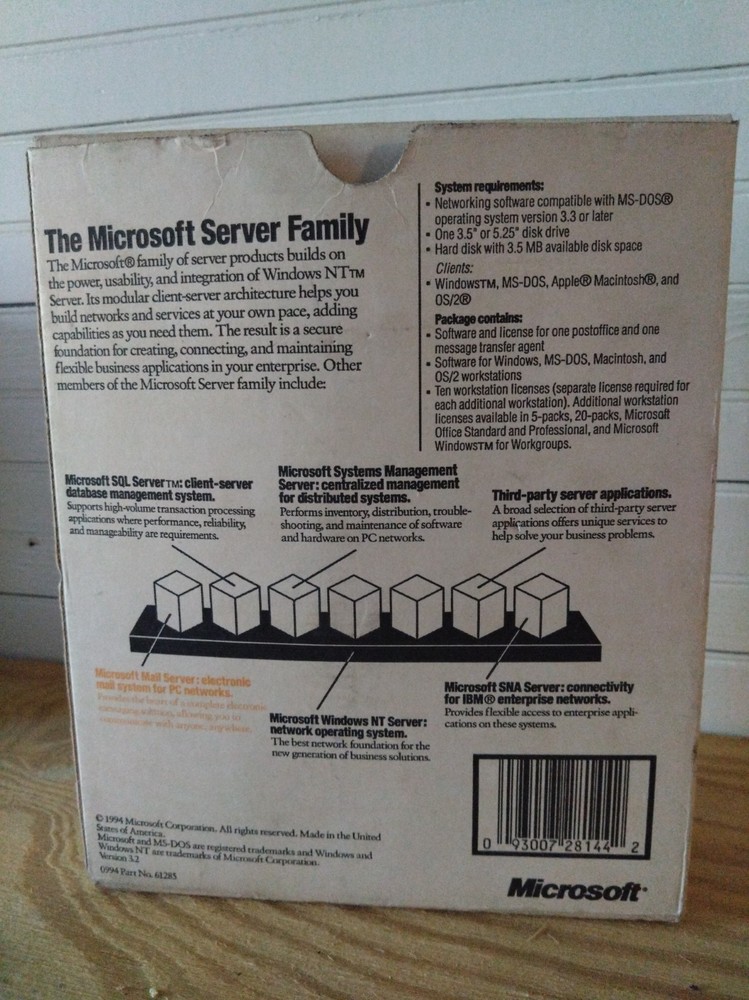 The Microsoft Server Family
The Microsoft® family of server products builds on
the power, usability, and integration of Windows NT™
Server. Its modular client-server architecture helps you
build networks and services at your own pace, adding
capabilities as you need them. The result is a secure
foundation for creating, connecting, and maintaining
flexible business applications in your enterprise. Other
members of the Microsoft Server family include:
System requirements:
• Networking software compatible with MS-DOS®
operating system version 3.3 or later
• One 3.5" or 5.25" disk drive
• Hard disk with 3.5 MB available disk space
Clients:
• Windows™, MS-DOS, Apple® Macintosh®, and
OS/2®
Package contains:
• Software and license for one postoffice and one
message transfer agent
• Software for Windows, MS-DOS, Macintosh, and
OS/2 workstations
• Ten workstation licenses (separate license required for
each additional workstation). Additional workstation
licenses available in 5-packs, 20-packs, Microsoft
Office Standard and Professional, and Microsoft
Windows™ for Workgroups.
Microsoft SQL Server™: client-server
database management system.
Supports high-volume transaction processing
applications where performance, reliability,
and manageability are requirements.
Microsoft Systems Management
Server: centralized management
for distributed systems.
Performs inventory, distribution, trouble-
shooting, and maintenance of software
and hardware on PC networks.
Third-party server applications.
A broad selection of third-party server
applications offers unique services to
help solve your business problems.
Microsoft Mail Server: electronic
mail system for PC networks.
Provides the heart of a complete electronic
messaging solution, allowing you to
communicate with anyone, anywhere.
Microsoft Windows NT Server:
network operating system.
The best network foundation for the
new generation of business solutions.
Microsoft SNA Server: connectivity
for IBM® enterprise networks.
Provides flexible access to enterprise appli-
cations on these systems.
© 1994 Microsoft Corporation. All rights reserved. Made in the United
States of America.
Microsoft and MS-DOS are registered trademarks and Windows and
Windows NT are trademarks of Microsoft Corporation.
Version 3.2
0994 Part No. 61285
0 93007 28144 2
Microsoft®